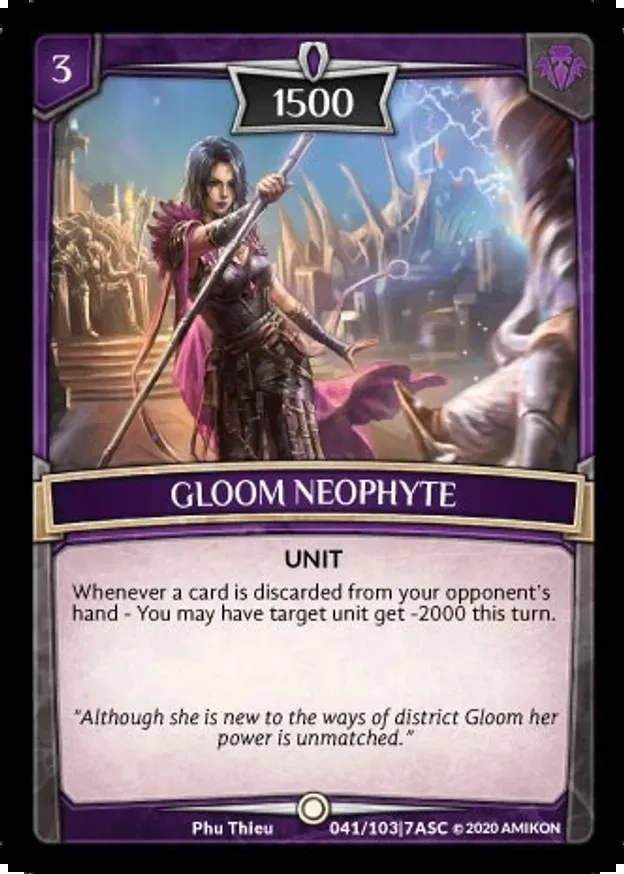 3
1500
GLOOM NEOPHYTE
UNIT
Whenever a card is discarded from your opponent's
hand - You may have target unit get -2000 this turn.
"Although she is new to the ways of district Gloom her
power is unmatched."
Phu Thieu 041/103|7ASC © 2020 AMIKON